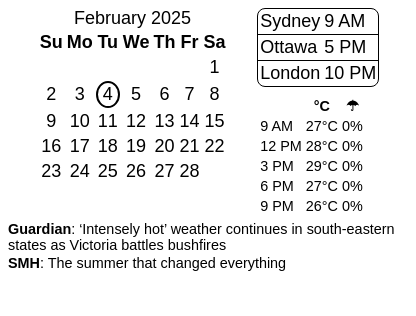 February 2025
Su Mo Tu We Th Fr Sa
1
2 3 4 5 6 7 8
9 10 11 12 13 14 15
16 17 18 19 20 21 22
23 24 25 26 27 28
Sydney 9 AM
Ottawa 5 PM
London 10 PM
°C ☂
9 AM 27°C 0%
12 PM 28°C 0%
3 PM 29°C 0%
6 PM 27°C 0%
9 PM 26°C 0%
Guardian: ‘Intensely hot’ weather continues in south-eastern
states as Victoria battles bushfires
SMH: The summer that changed everything